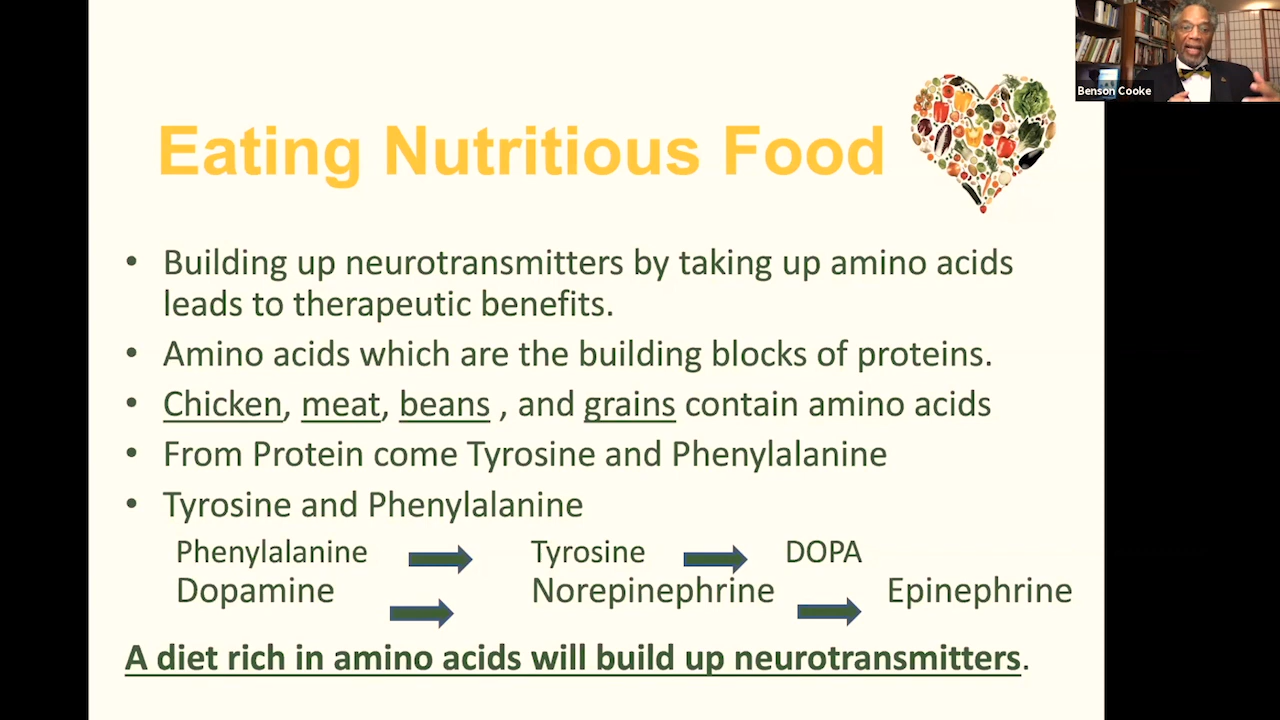 Benson Cooke
Eating Nutritious Food
• Building up neurotransmitters by taking up amino acids
leads to therapeutic benefits.
• Amino acids which are the building blocks of proteins.
• Chicken, meat, beans , and grains contain amino acids
• From Protein come Tyrosine and Phenylalanine
• Tyrosine and Phenylalanine
Phenylalanine Tyrosine DOPA
Dopamine Norepinephrine Epinephrine
A diet rich in amino acids will build up neurotransmitters.